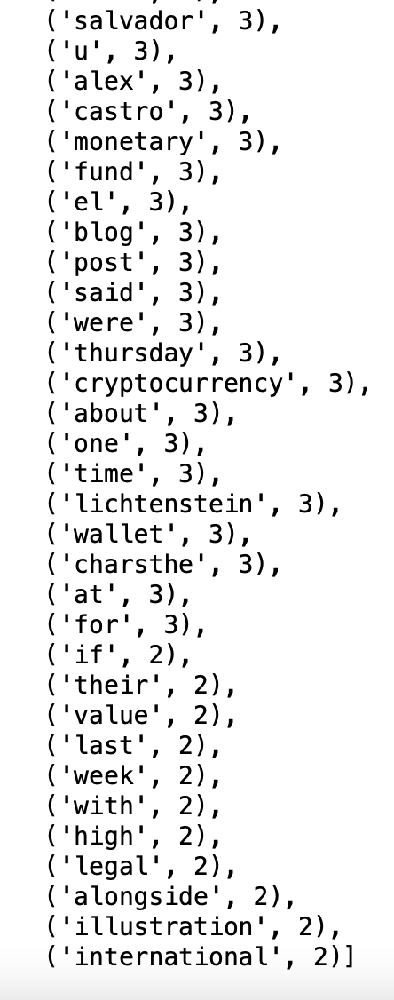 ('salvador', 3),
('u', 3),
('alex', 3),
('castro', 3),
('monetary', 3),
('fund', 3),
('el', 3),
('blog', 3),
('post', 3),
('said', 3),
('were', 3),
('thursday', 3),
('cryptocurrency', 3),
('about', 3),
('one', 3),
('time', 3),
('lichtenstein', 3),
('wallet', 3),
('charsthe', 3),
('at', 3),
('for', 3),
('if', 2),
('their', 2),
('value', 2),
('last', 2),
('week', 2),
('with', 2),
('high', 2),
('legal', 2),
('alongside', 2),
('illustration', 2),
('international', 2)]